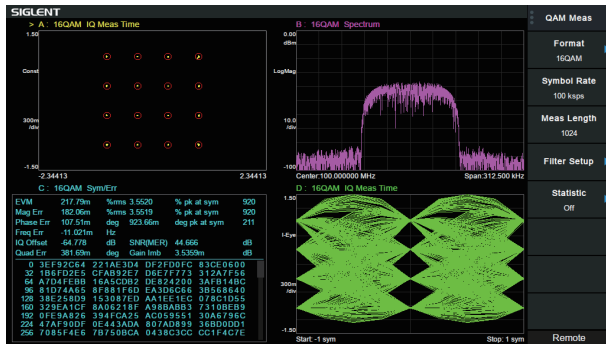 SIGLENT
> A: 16QAM IQ Meas Time
1.50
Const
300m
/div
-1.50
-2.34413 2.34413
B: 16QAM Spectrum
0.00
dBm
LogMag
10.0
/div
-100
Center:100.000000 MHz Span:312.500 kHz
C: 16QAM Sym/Err
EVM 217.79m %rms 3.5520 % pk at sym 920
Mag Err 182.06m %rms 3.5519 % pk at sym 920
Phase Err 107.51m deg 923.66m deg pk at sym 211
Freq Err -11.021m Hz
IQ Offset -64.778 dB SNR(MER) 44.666 dB
Quad Err 381.69m deg Gain Imb 3.5359m dB
0 3EF92C64 221AE3D4 DF2FD0FC 83CE0600
32 1B6FD2E5 CFAB92E7 D6E7F773 312A7F56
64 A7D4FEBB 16A5CDB2 DE824200 3AFB14BC
96 81D74A65 8F881F6D EA3D6C66 3B568640
128 38E258D9 153087ED AA1EE1EC 078C1D55
160 329EA1CF 8A06218F A98BABB3 7310BEB9
192 0FE9A826 394FCA25 AC059551 30A6796C
224 47AF90DF 0E443ADA 807AD899 36BD0DD1
256 7085F4E6 7B750BCA 0438C3CC CC1F4C7E
D: 16QAM IQ Meas Time
1.50
I-Eye
300m
/div
-1.50
Start: -1 sym Stop: 1 sym
QAM Meas
Format
16QAM
Symbol Rate
100 ksps
Meas Length
1024
Filter Setup
Statistic
Off
Remote